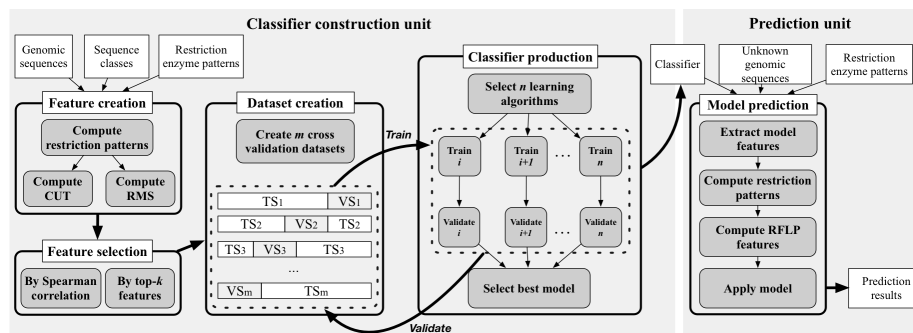 Classifier construction unit
Genomic
sequences
Sequence
classes
Restriction
enzyme patterns
Feature creation
Compute
restriction patterns
Compute
CUT
Compute
RMS
Feature selection
By Spearman
correlation
By top-k
features
Dataset creation
Create m cross
validation datasets
TS1 VS1
TS2 VS2 TS2
TS3 VS3 TS3
...
VSm TSm
Train
Validate
Classifier production
Select n learning
algorithms
Train
i
Train
i+1
...
Train
n
Validate
i
Validate
i+1
...
Validate
n
Select best model
Prediction unit
Classifier
Unknown
genomic
sequences
Restriction
enzyme patterns
Model prediction
Extract model
features
Compute restriction
patterns
Compute RFLP
features
Apply model
Prediction
results